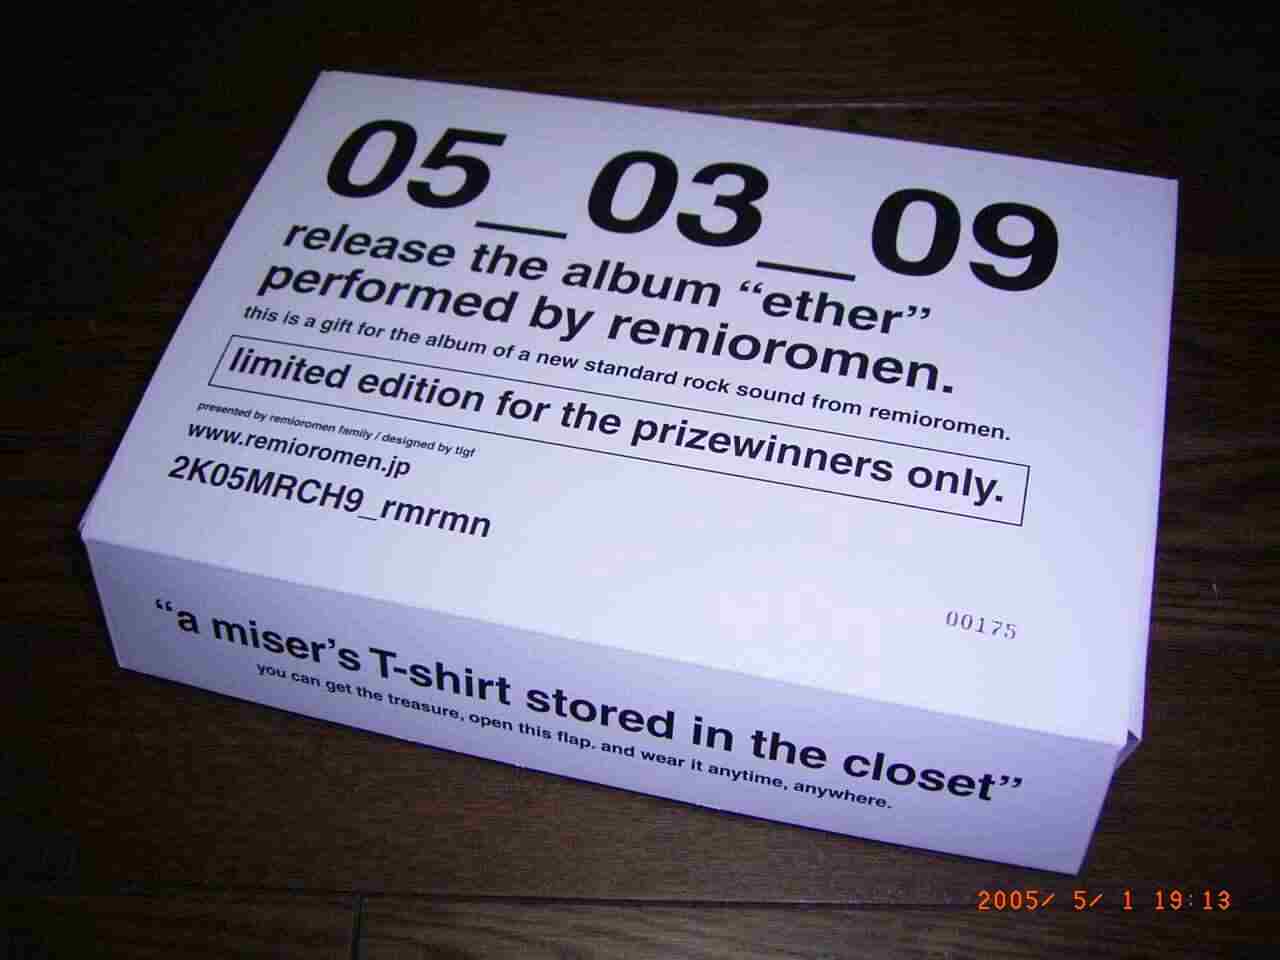 05_03_09
release the album “ether”
performed by remioromen.
this is a gift for the album of a new standard rock sound from remioromen.
limited edition for the prizewinners only.
presented by remioromen family / designed by tlgf
www.remioromen.jp
2K05MRCH9_rmrmn
00175
“a miser’s T-shirt stored in the closet”
you can get the treasure, open this flap. and wear it anytime, anywhere.
2005/ 5/ 1 19:13